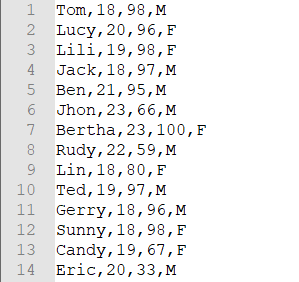 1 Tom,18,98,M
2 Lucy,20,96,F
3 Lili,19,98,F
4 Jack,18,97,M
5 Ben,21,95,M
6 Jhon,23,66,M
7 Bertha,23,100,F
8 Rudy,22,59,M
9 Lin,18,80,F
10 Ted,19,97,M
11 Gerry,18,96,M
12 Sunny,18,98,F
13 Candy,19,67,F
14 Eric,20,33,M